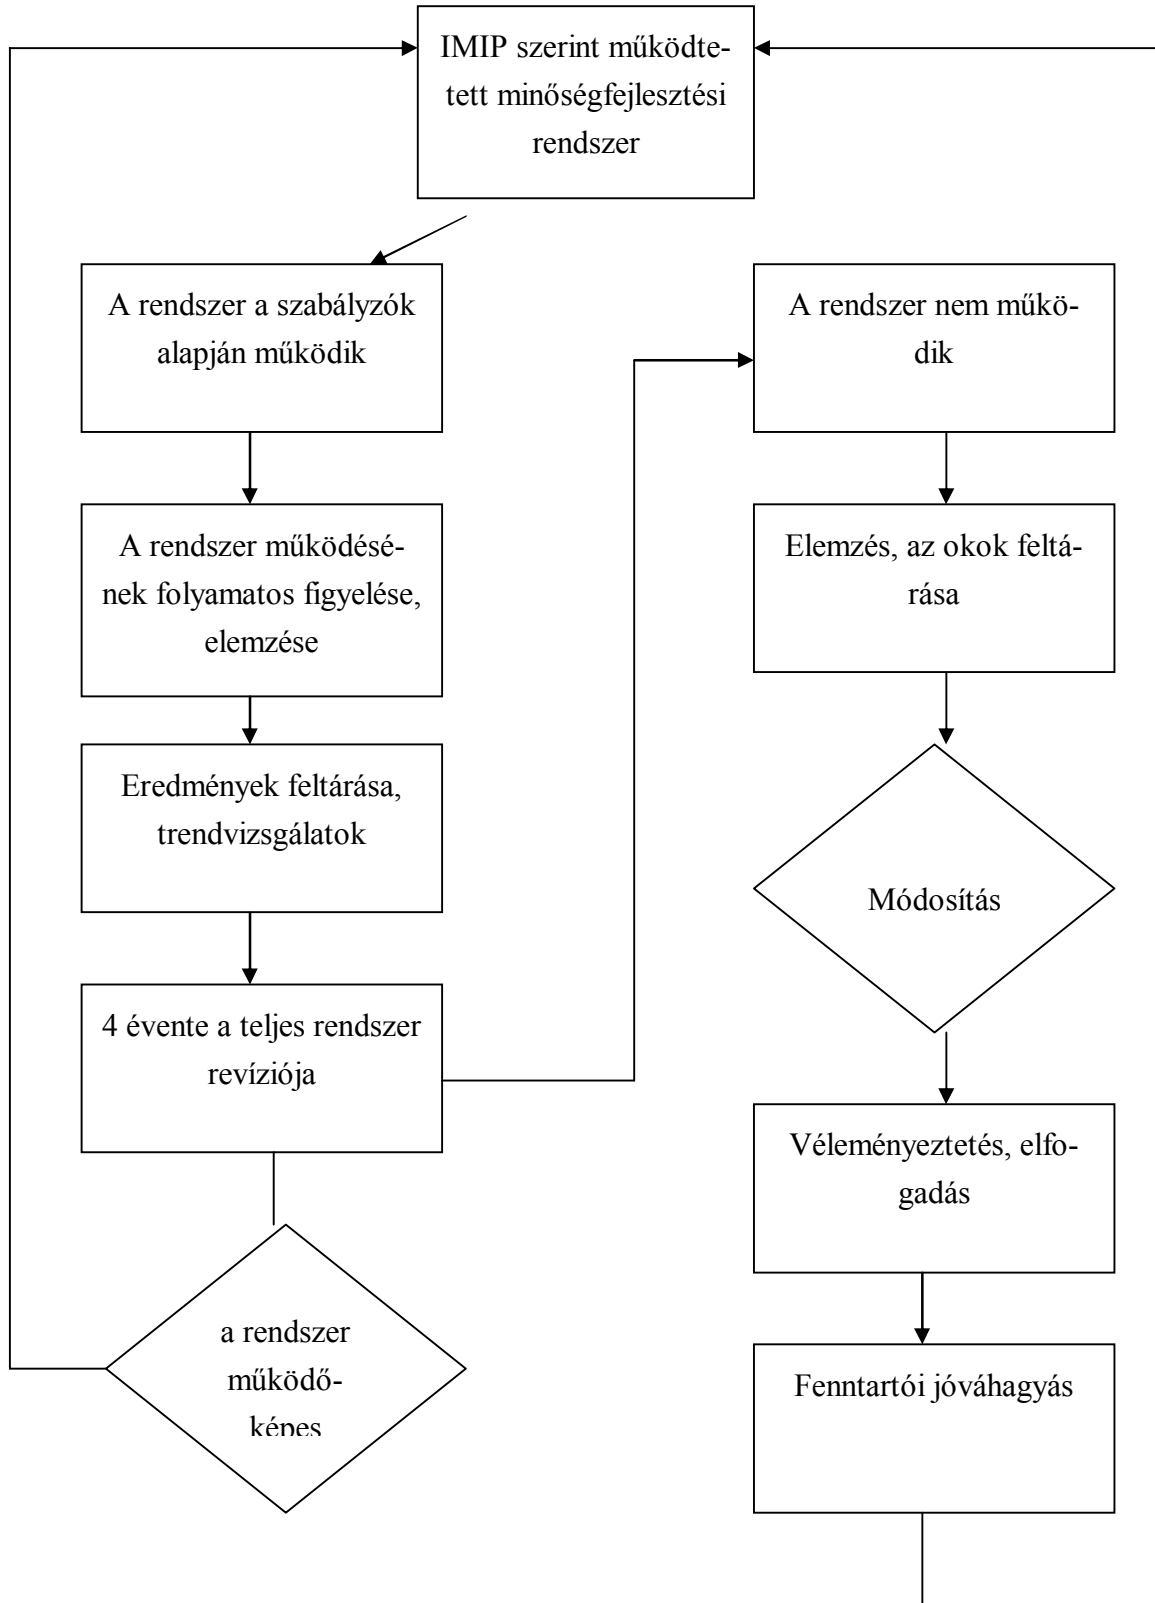 IMIP szerint működte-
tett minőségfejlesztési
rendszer
A rendszer a szabályzók
alapján működik
A rendszer nemműkö-
dik
A rendszer működésé-
nek folyamatos figyelése,
elemzése
Elemzés, az okok feltá-
rása
Eredmények feltárása,
trendvizsgálatok
Módosítás
4 évente a teljes rendszer
revíziója
Véleményeztetés, elfo-
gadás
a rendszer
működő-
képes
Fenntartói jóváhagyás